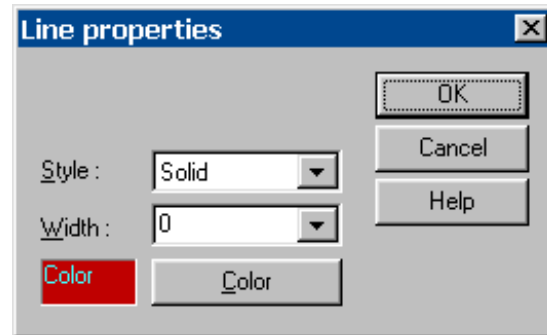 Line properties
OK
Cancel
Style : Solid
Help
Width : 0
Color Color